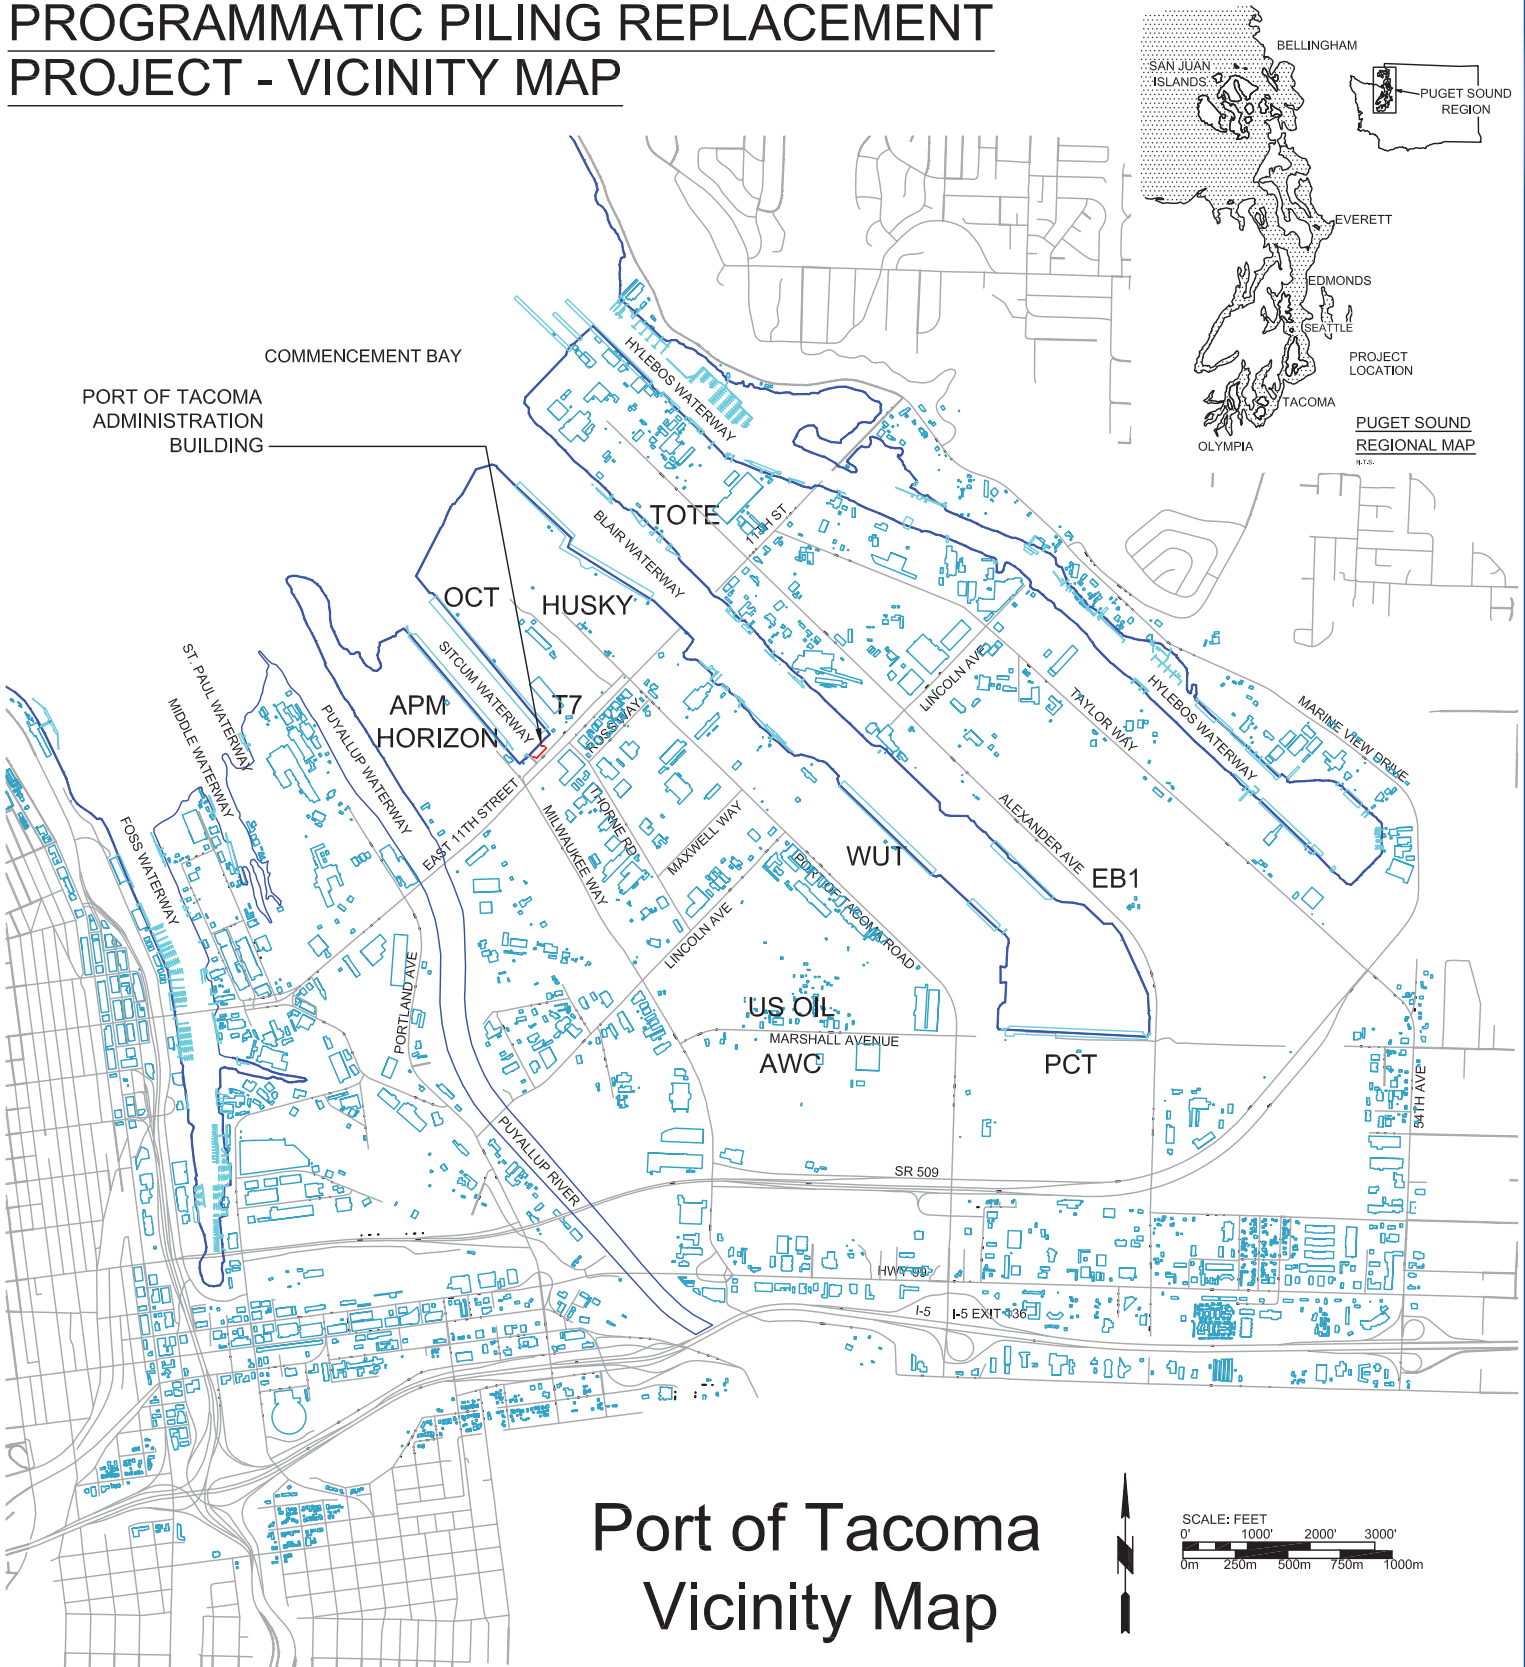 PROGRAMMATIC PILING REPLACEMENT
PROJECT - VICINITY MAP
BELLINGHAM
SAN JUAN
ISLANDS
PUGET SOUND
REGION
EVERETT
EDMONDS
SEATTLE
PROJECT
LOCATION
TACOMA
OLYMPIA
PUGET SOUND
REGIONAL MAP
N.T.S.
COMMENCEMENT BAY
PORT OF TACOMA
ADMINISTRATION
BUILDING
HYLEBOS WATERWAY
TOTE
11TH ST
BLAIR WATERWAY
OCT
HUSKY
SITCUM WATERWAY
APM
HORIZON
T7
ROSS WAY
ST. PAUL WATERWAY
MIDDLE WATERWAY
PUYALLUP WATERWAY
FOSS WATERWAY
EAST 11TH STREET
MILWAUKEE WAY
THORNE RD
MAXWELL WAY
LINCOLN AVE
PORT OF TACOMA ROAD
LINCOLN AVE
TAYLOR WAY
HYLEBOS WATERWAY
MARINE VIEW DRIVE
ALEXANDER AVE
WUT
EB1
PORTLAND AVE
US OIL
MARSHALL AVENUE
AWC
PCT
54TH AVE
PUYALLUP RIVER
SR 509
HWY 99
I-5
I-5 EXIT 136
Port of Tacoma
Vicinity Map
SCALE: FEET
0' 1000' 2000' 3000'
0m 250m 500m 750m 1000m
N